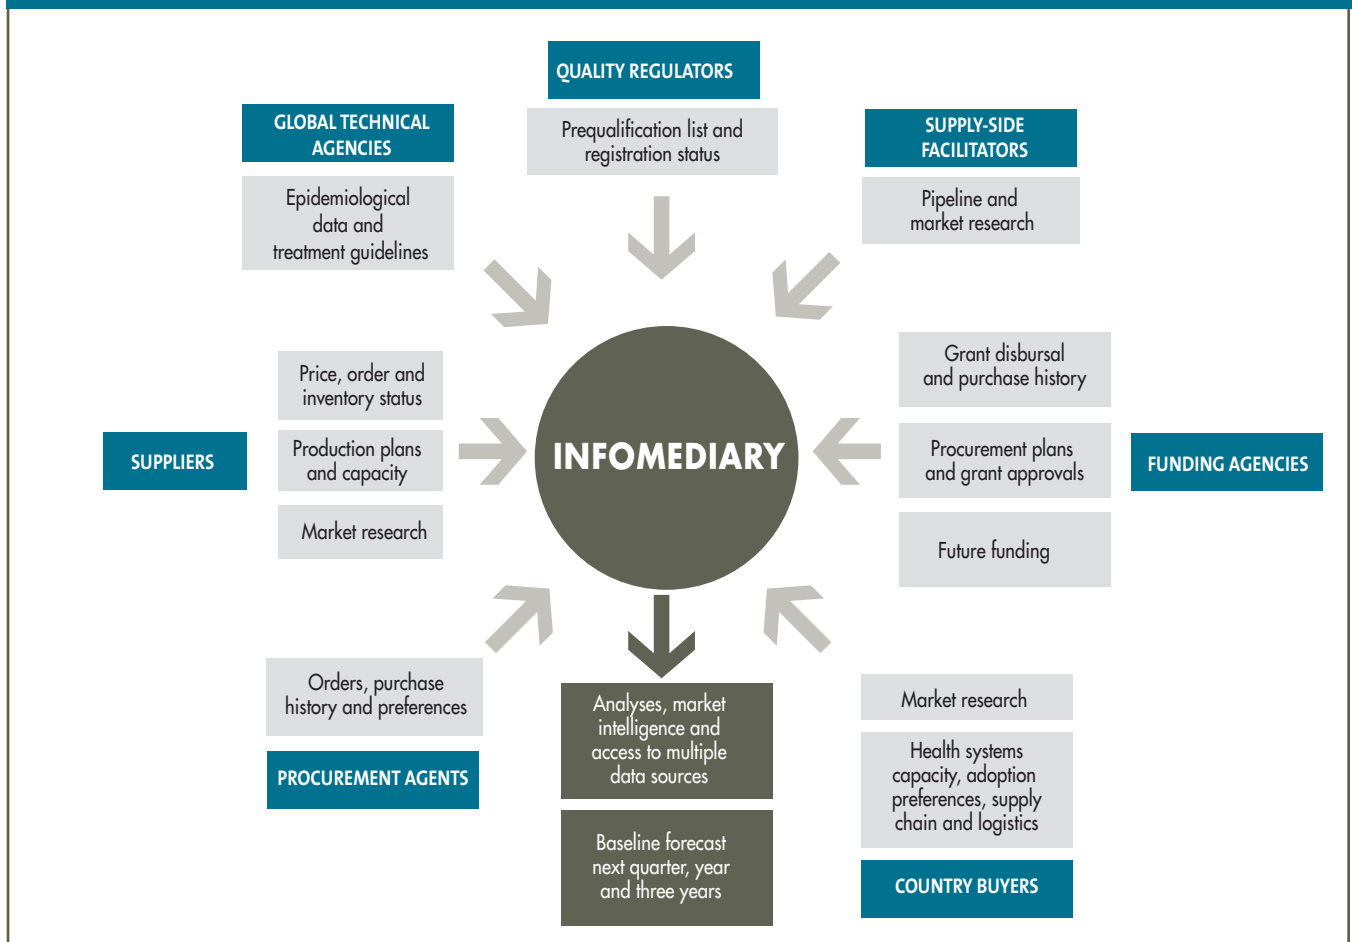 QUALITY REGULATORS
Prequalification list and
registration status
GLOBAL TECHNICAL
AGENCIES
Epidemiological
data and
treatment guidelines
SUPPLY-SIDE
FACILITATORS
Pipeline and
market research
Price, order and
inventory status
SUPPLIERS
Production plans
and capacity
Market research
INFOMEDIARY
Grant disbursal
and purchase history
Procurement plans
and grant approvals
FUNDING AGENCIES
Future funding
Orders, purchase
history and preferences
PROCUREMENT AGENTS
Analyses, market
intelligence and
access to multiple
data sources
Baseline forecast
next quarter, year
and three years
Market research
Health systems
capacity, adoption
preferences, supply
chain and logistics
COUNTRY BUYERS